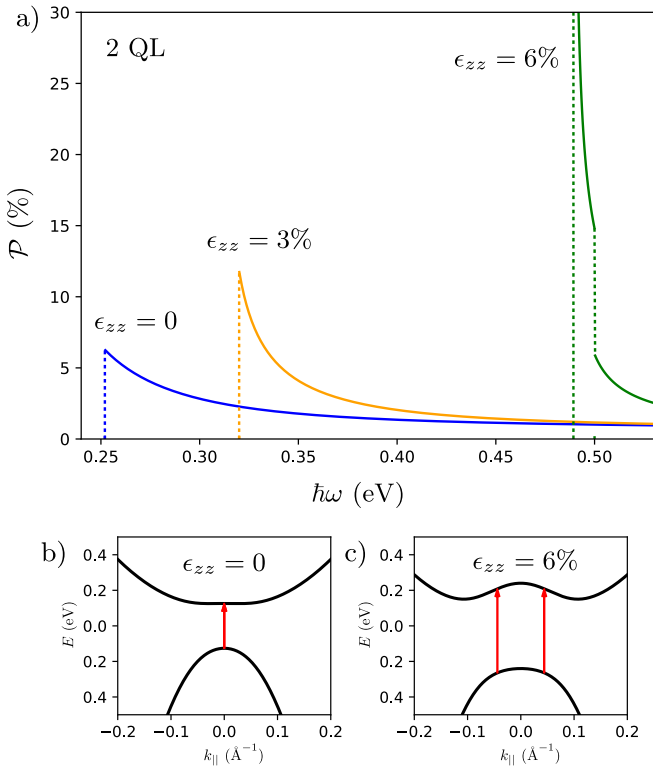 a)
30
25
20
15
10
5
0
𝒫 (%)
2 QL
ϵzz = 6%
ϵzz = 3%
ϵzz = 0
0.25 0.30 0.35 0.40 0.45 0.50
ħω (eV)
b)
ϵzz = 0
0.4
0.2
0.0
0.2
0.4
E (eV)
−0.2 −0.1 0.0 0.1 0.2
k|| (Å⁻¹)
c)
ϵzz = 6%
0.4
0.2
0.0
0.2
0.4
E (eV)
−0.2 −0.1 0.0 0.1 0.2
k|| (Å⁻¹)